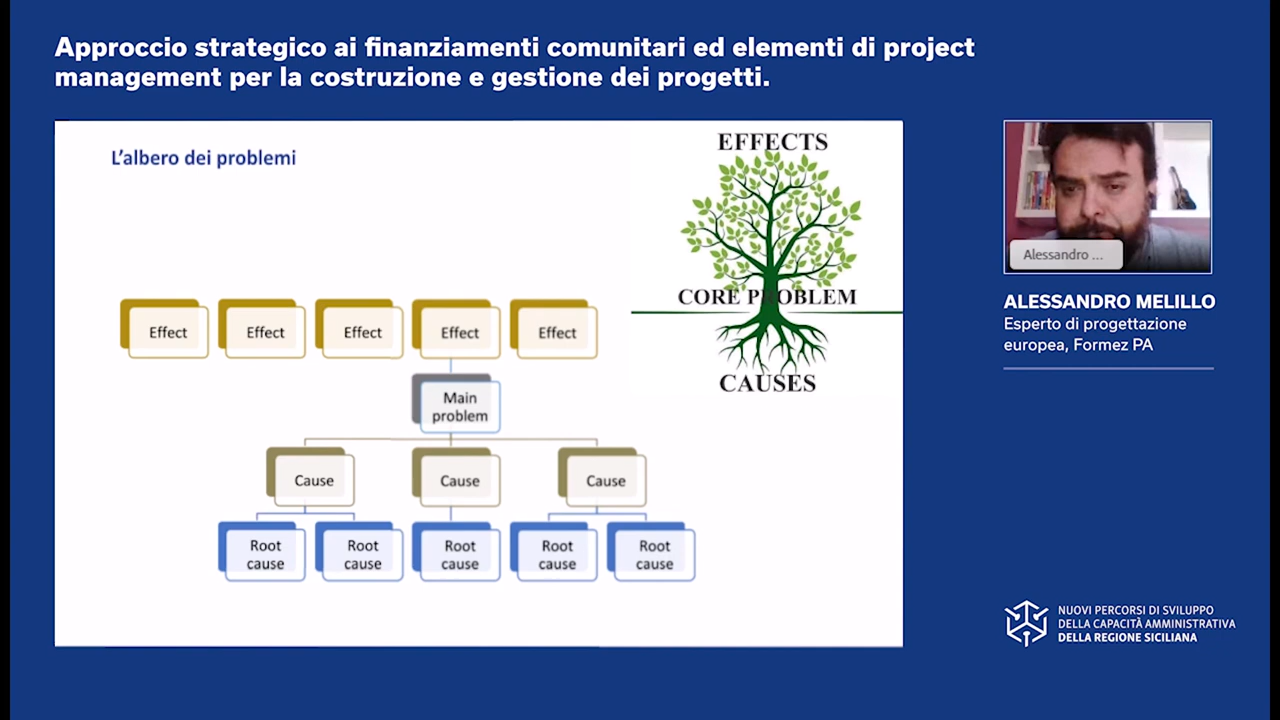 Approccio strategico ai finanziamenti comunitari ed elementi di project
management per la costruzione e gestione dei progetti.
L'albero dei problemi
EFFECTS
CORE PROBLEM
CAUSES
Effect
Effect
Effect
Effect
Effect
Main
problem
Cause
Cause
Cause
Root
cause
Root
cause
Root
cause
Root
cause
Root
cause
Alessandro ...
ALESSANDRO MELILLO
Esperto di progettazione
europea, Formez PA
NUOVI PERCORSI DI SVILUPPO
DELLA CAPACITÀ AMMINISTRATIVA
DELLA REGIONE SICILIANA